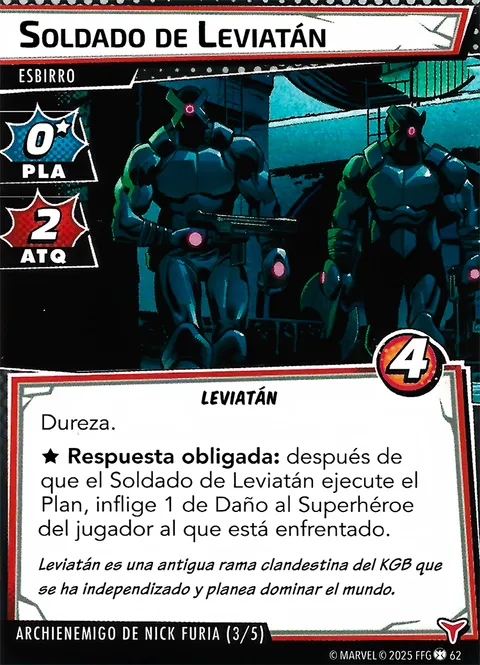 SOLDADO DE LEVIATÁN
ESBIRRO
0★
PLA
2
ATQ
4
LEVIATÁN
Dureza.
★ Respuesta obligada: después de
que el Soldado de Leviatán ejecute el
Plan, inflige 1 de Daño al Superhéroe
del jugador al que está enfrentado.
Leviatán es una antigua rama clandestina del KGB que
se ha independizado y planea dominar el mundo.
ARCHIENEMIGO DE NICK FURIA (3/5)
© MARVEL © 2025 FFG 62